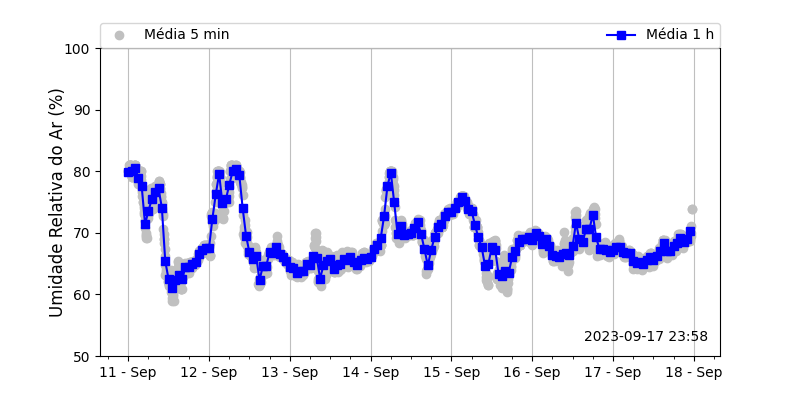 Média 5 min
Média 1 h
Umidade Relativa do Ar (%)
100
90
80
70
60
50
2023-09-17 23:58
11 - Sep
12 - Sep
13 - Sep
14 - Sep
15 - Sep
16 - Sep
17 - Sep
18 - Sep